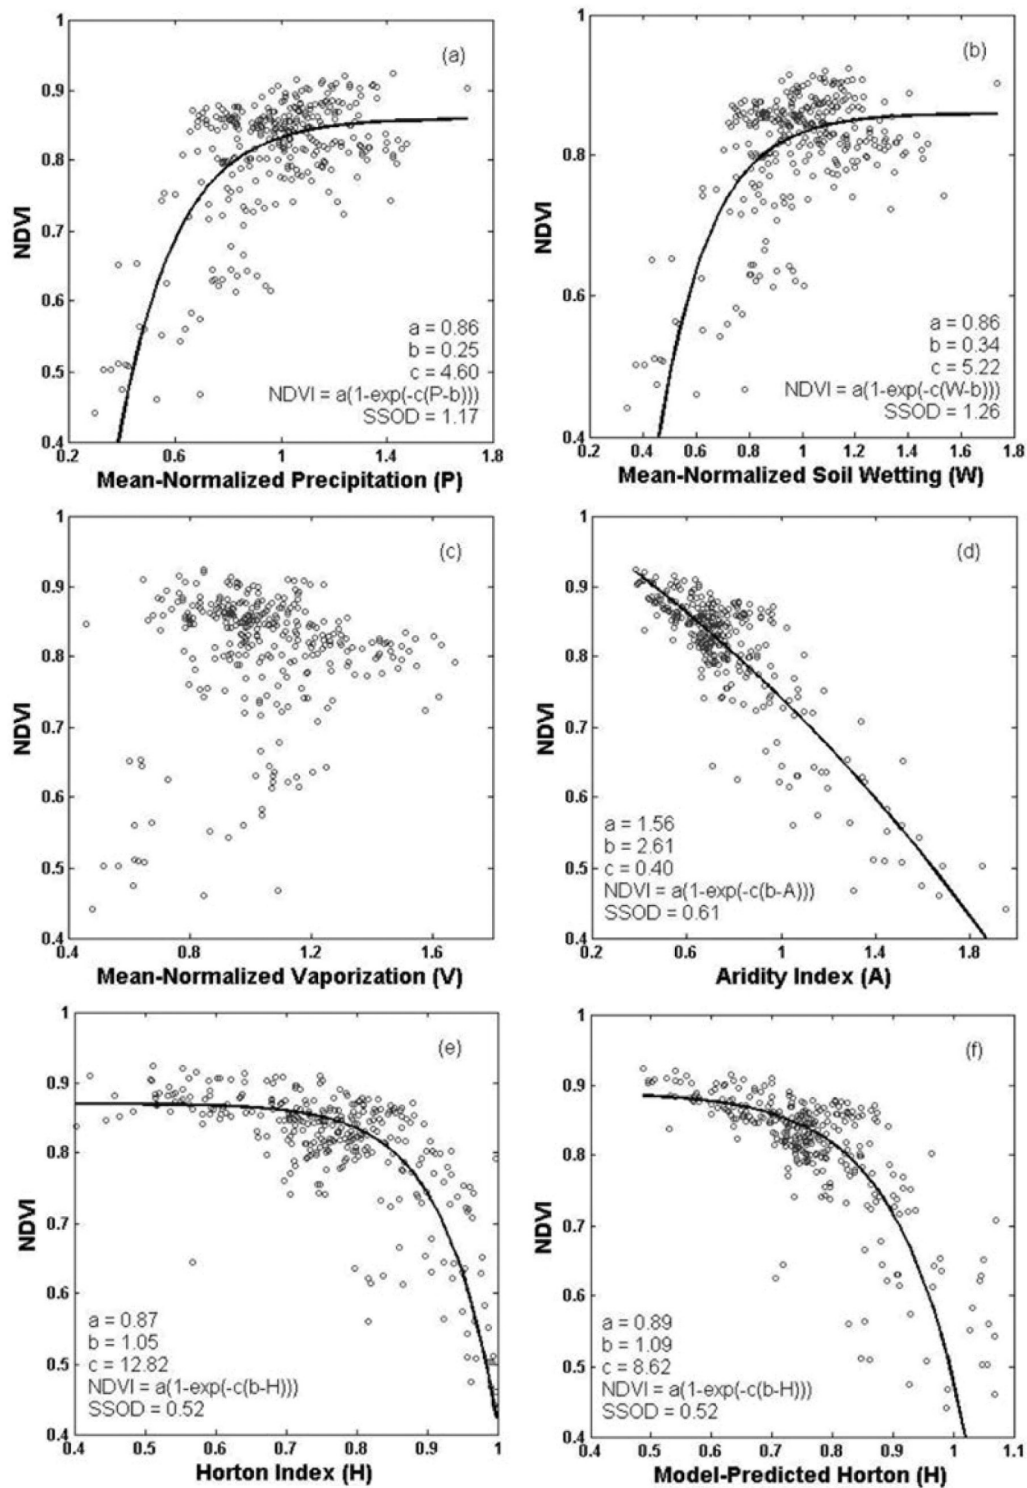 1
0.9
0.8
0.7
0.6
0.5
0.4
NDVI
(a)
a = 0.86
b = 0.25
c = 4.60
NDVI = a(1-exp(-c(P-b)))
SSOD = 1.17
0.2 0.6 1 1.4 1.8
Mean-Normalized Precipitation (P)
1
0.8
0.6
0.4
NDVI
(b)
a = 0.86
b = 0.34
c = 5.22
NDVI = a(1-exp(-c(W-b)))
SSOD = 1.26
0.2 0.4 0.6 0.8 1 1.2 1.4 1.6 1.8
Mean-Normalized Soil Wetting (W)
1
0.9
0.8
0.7
0.6
0.5
0.4
NDVI
(c)
0.4 0.8 1.2 1.6
Mean-Normalized Vaporization (V)
1
0.9
0.8
0.7
0.6
0.5
0.4
NDVI
(d)
a = 1.56
b = 2.61
c = 0.40
NDVI = a(1-exp(-c(b-A)))
SSOD = 0.61
0.2 0.6 1 1.4 1.8 2
Aridity Index (A)
1
0.9
0.8
0.7
0.6
0.5
0.4
NDVI
(e)
a = 0.87
b = 1.05
c = 12.82
NDVI = a(1-exp(-c(b-H)))
SSOD = 0.52
0.4 0.5 0.6 0.7 0.8 0.9 1
Horton Index (H)
1
0.9
0.8
0.7
0.6
0.5
0.4
NDVI
(f)
a = 0.89
b = 1.09
c = 8.62
NDVI = a(1-exp(-c(b-H)))
SSOD = 0.52
0.4 0.5 0.6 0.7 0.8 0.9 1 1.1
Model-Predicted Horton (H)